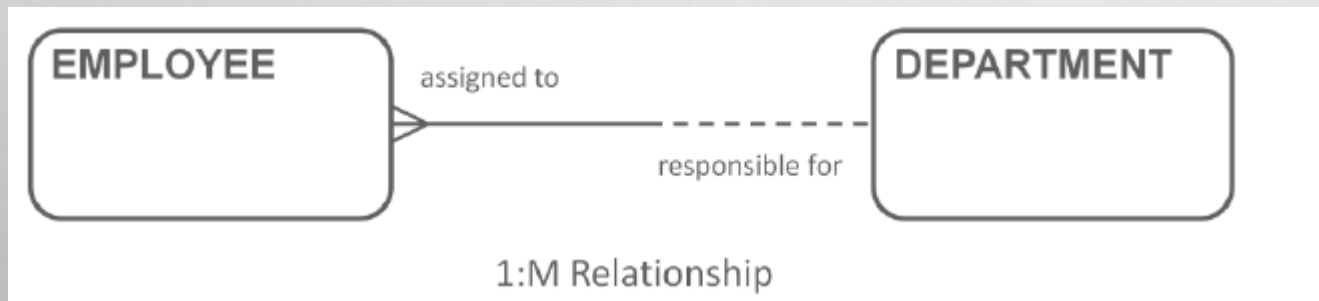 EMPLOYEE
DEPARTMENT
assigned to
responsible for
1:M Relationship